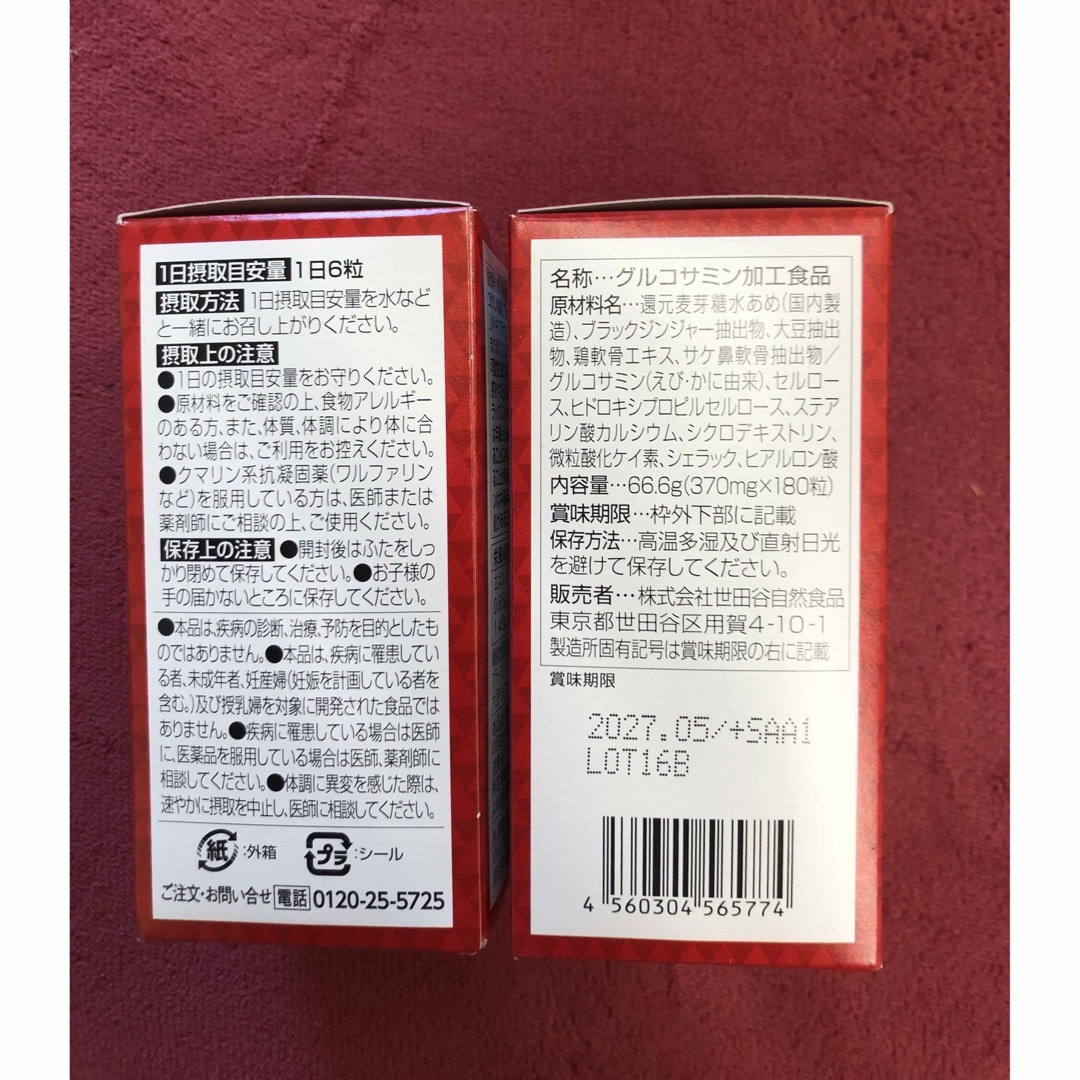 1日摂取目安量 1日6粒
摂取方法 1日摂取目安量を水など
と一緒にお召し上がりください。
摂取上の注意
●1日の摂取目安量をお守りください。
●原材料をご確認の上、食物アレルギー
のある方、また、体質、体調により体に合
わない場合は、ご利用をお控えください。
●クマリン系抗凝固薬(ワルファリン
など)を服用している方は、医師または
薬剤師にご相談の上、ご使用ください。
保存上の注意 ●開封後はふたをしっ
かり閉めて保存してください。●お子様の
手の届かないところに保存してください。
●本品は、疾病の診断、治療、予防を目的としたも
のではありません。●本品は、疾病に罹患してい
る者、未成年者、妊産婦(妊娠を計画している者を
含む。)及び授乳婦を対象に開発された食品では
ありません。●疾病に罹患している場合は医師
に、医薬品を服用している場合は医師、薬剤師に
相談してください。●体調に異変を感じた際は、
速やかに摂取を中止し、医師に相談してください。
紙:外箱 プラ:シール
ご注文・お問い合せ 電話 0120-25-5725
名称…グルコサミン加工食品
原材料名…還元麦芽糖水あめ(国内製
造)、ブラックジンジャー抽出物、大豆抽出
物、鶏軟骨エキス、サケ鼻軟骨抽出物/
グルコサミン(えび・かに由来)、セルロー
ス、ヒドロキシプロピルセルロース、ステア
リン酸カルシウム、シクロデキストリン、
微粒酸化ケイ素、シェラック、ヒアルロン酸
内容量…66.6g(370mg×180粒)
賞味期限…枠外下部に記載
保存方法…高温多湿及び直射日光
を避けて保存してください。
販売者…株式会社世田谷自然食品
東京都世田谷区用賀4-10-1
製造所固有記号は賞味期限の右に記載
賞味期限
2027.05/+SAA1
LOT16B
4 560304 565774